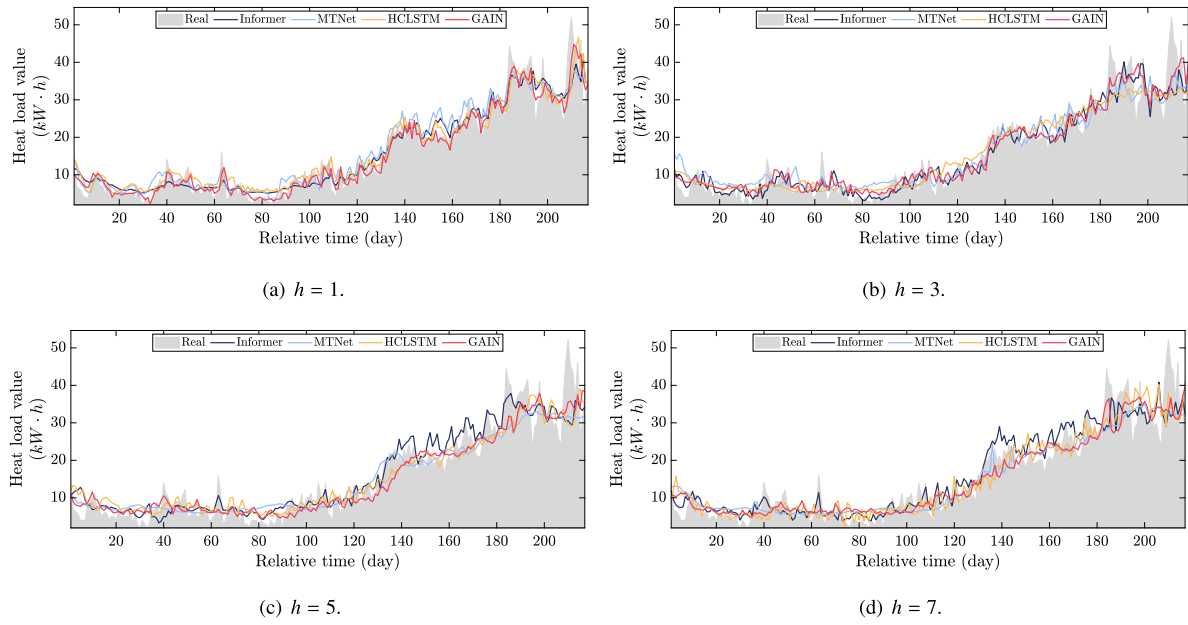 Real Informer MTNet HCLSTM GAIN
50
40
30
20
10
Heat load value
(kW · h)
20 40 60 80 100 120 140 160 180 200
Relative time (day)
(a) h = 1.
Real Informer MTNet HCLSTM GAIN
50
40
30
20
10
Heat load value
(kW · h)
20 40 60 80 100 120 140 160 180 200
Relative time (day)
(b) h = 3.
Real Informer MTNet HCLSTM GAIN
50
40
30
20
10
Heat load value
(kW · h)
20 40 60 80 100 120 140 160 180 200
Relative time (day)
(c) h = 5.
Real Informer MTNet HCLSTM GAIN
50
40
30
20
10
Heat load value
(kW · h)
20 40 60 80 100 120 140 160 180 200
Relative time (day)
(d) h = 7.